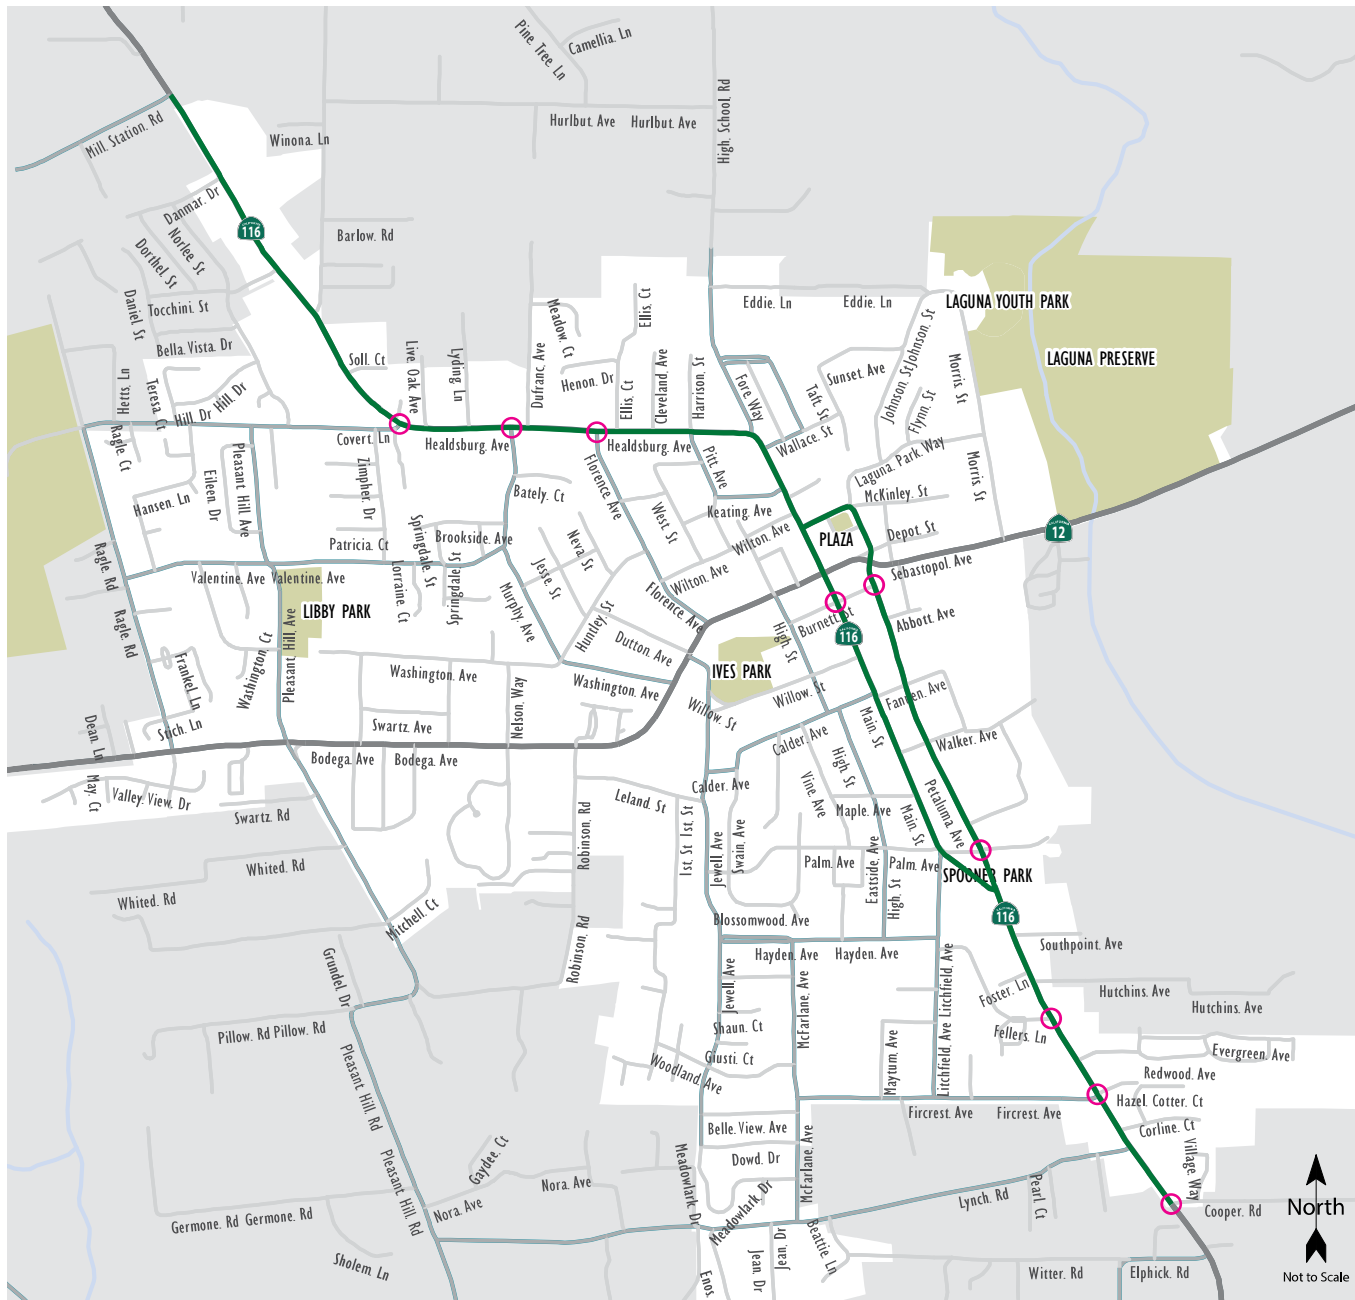 Pine. Tree. Ln
Camellia. Ln
Mill. Station. Rd
Winona. Ln
Hurlbut. Ave
Hurlbut. Ave
High. School. Rd
Danmar. Dr
CALIFORNIA
116
Barlow. Rd
Norlee. St
Dorthel. St
Daniel. St
Tocchini. St
Bella. Vista. Dr
Eddie. Ln
Eddie. Ln
LAGUNA YOUTH PARK
LAGUNA PRESERVE
Ellis. Ct
Meadow. Ct
Soll. Ct
Live. Oak. Ave
Lyding. Ln
Dufranc. Ave
Henon. Dr
Ellis. Ct
Cleveland. Ave
Harrison. St
Fore. Way
Taft. St
Sunset. Ave
Johnson. StJohnson. St
Flynn. St
Morris. St
Hetts. Ln
Teresa. Ct
Hill. Dr
Hill. Dr
Ragle. Ct
Covert. Ln
Healdsburg. Ave
Healdsburg. Ave
Wallace. St
Laguna. Park. Way
McKinley. St
Morris. St
Pitt. Ave
Florence. Ave
Pleasant. Hill. Ave
Eileen. Dr
Hansen. Ln
Zimpher. Dr
Bately. Ct
West. St
Keating. Ave
Wilton. Ave
PLAZA
Depot. St
CALIFORNIA
12
Springdale. St
Brookside. Ave
Patricia. Ct
Neva. St
Jesse. St
Wilton. Ave
Sebastopol. Ave
Ragle. Rd
Valentine. Ave
Valentine. Ave
Lorraine. Ct
Springdale. St
Murphy. Ave
Florence. Ave
Burnett. St
Abbott. Ave
LIBBY PARK
Ragle. Rd
Pleasant. Hill. Ave
Huntley. St
Dutton. Ave
High. St
CALIFORNIA
116
Washington. Ct
Frankel. Ln
Washington. Ave
Washington. Ave
IVES PARK
Willow. St
Willow. St
Fannen. Ave
Nelson. Way
Stich. Ln
Dean. Ln
Swartz. Ave
Main. St
Walker. Ave
Calder. Ave
High. St
Bodega. Ave
Bodega. Ave
May. Ct
Valley. View. Dr
Calder. Ave
Vine. Ave
Petaluma. Ave
Swartz. Rd
Leland. St
Maple. Ave
Main. St
Robinson. Rd
1st. St
1st. St
Jewell. Ave
Swain. Ave
Palm. Ave
Eastside. Ave
Palm. Ave
SPOONER PARK
Whited. Rd
Whited. Rd
High. St
CALIFORNIA
116
Mitchell. Ct
Blossomwood. Ave
Robinson. Rd
Hayden. Ave
Hayden. Ave
Southpoint. Ave
Grundel. Dr
Jewell. Ave
McFarlane. Ave
Litchfield. Ave
Litchfield. Ave
Foster. Ln
Hutchins. Ave
Hutchins. Ave
Pillow. Rd
Pillow. Rd
Shaun. Ct
Fellers. Ln
Giusti. Ct
Woodland. Ave
Maytum. Ave
Evergreen. Ave
Pleasant. Hill. Rd
Redwood. Ave
Hazel. Cotter. Ct
Fircrest. Ave
Fircrest. Ave
Belle. View. Ave
Corline. Ct
Gaydee. Ct
Pleasant. Hill. Rd
Dowd. Dr
Village. Way
Meadowlark. Dr
Meadowlark. Dr
McFarlane. Ave
Nora. Ave
Nora. Ave
Lynch. Rd
Pearl. Ct
Cooper. Rd
Germone. Rd
Germone. Rd
Beattie. Ln
Jean. Dr
Jean. Dr
Enos.
Sholem. Ln
Witter. Rd
Elphick. Rd
North
Not to Scale